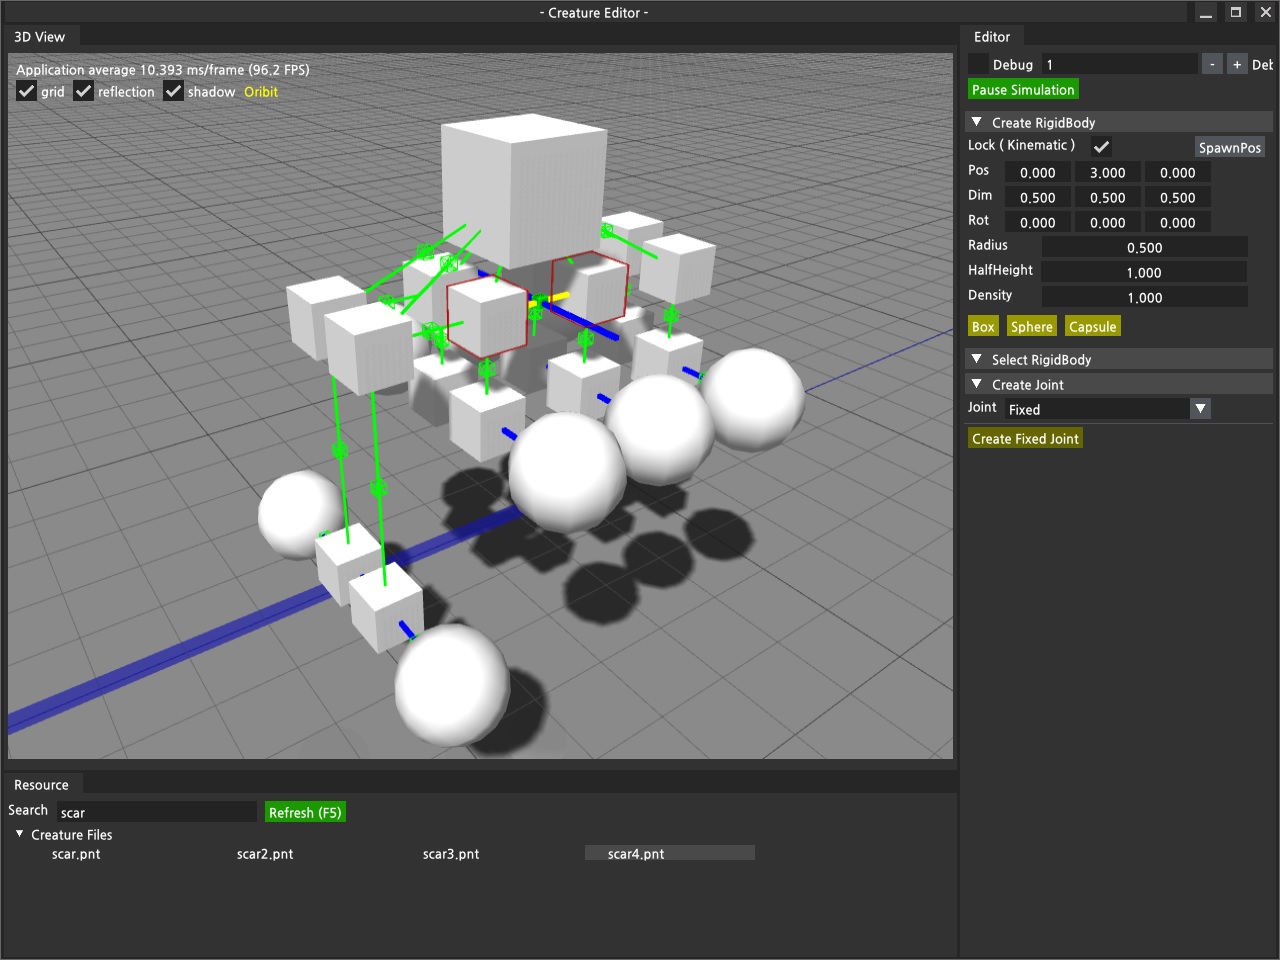 - Creature Editor -
3D View
Application average 10.393 ms/frame (96.2 FPS)
grid reflection shadow Oribit
Editor
Debug 1 - + Deb
Pause Simulation
Create RigidBody
Lock ( Kinematic ) SpawnPos
Pos 0.000 3.000 0.000
Dim 0.500 0.500 0.500
Rot 0.000 0.000 0.000
Radius 0.500
HalfHeight 1.000
Density 1.000
Box Sphere Capsule
Select RigidBody
Create Joint
Joint Fixed
Create Fixed Joint
Resource
Search scar Refresh (F5)
Creature Files
scar.pnt scar2.pnt scar3.pnt scar4.pnt